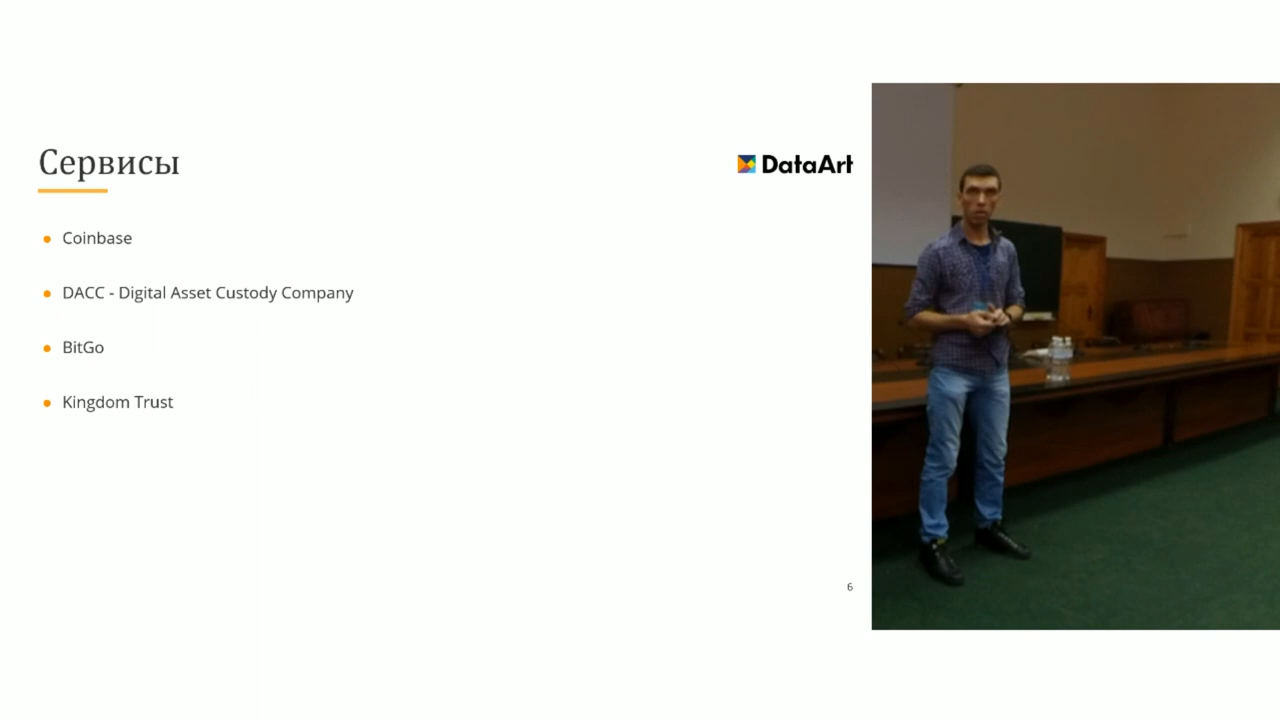 Сервисы
DataArt
Coinbase
DACC - Digital Asset Custody Company
BitGo
Kingdom Trust
6